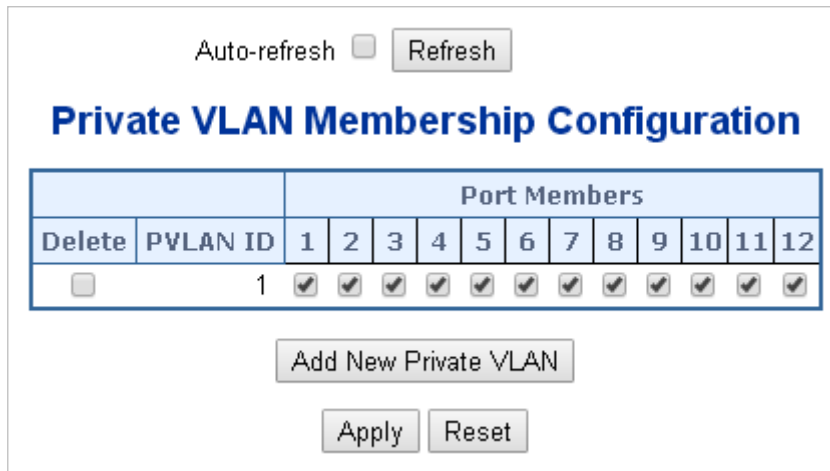 Auto-refresh Refresh
Private VLAN Membership Configuration
Port Members
Delete PVLAN ID 1 2 3 4 5 6 7 8 9 10 11 12
1
Add New Private VLAN
Apply Reset